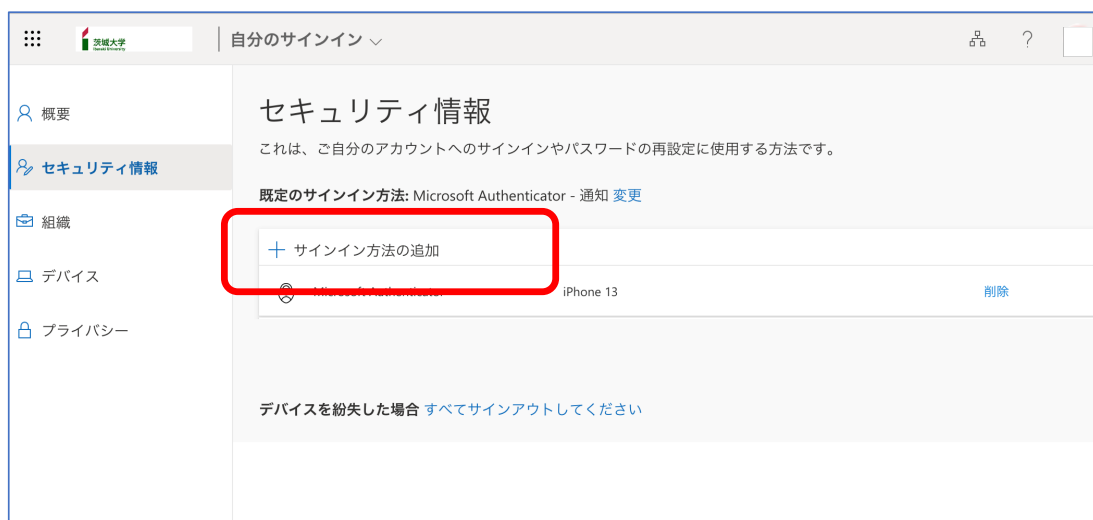 茨城大学
Ibaraki University
自分のサインイン
?
概要
セキュリティ情報
組織
デバイス
プライバシー
セキュリティ情報
これは、ご自分のアカウントへのサインインやパスワードの再設定に使用する方法です。
既定のサインイン方法: Microsoft Authenticator - 通知 変更
+ サインイン方法の追加
Microsoft Authenticator iPhone 13 削除
デバイスを紛失した場合 すべてサインアウトしてください